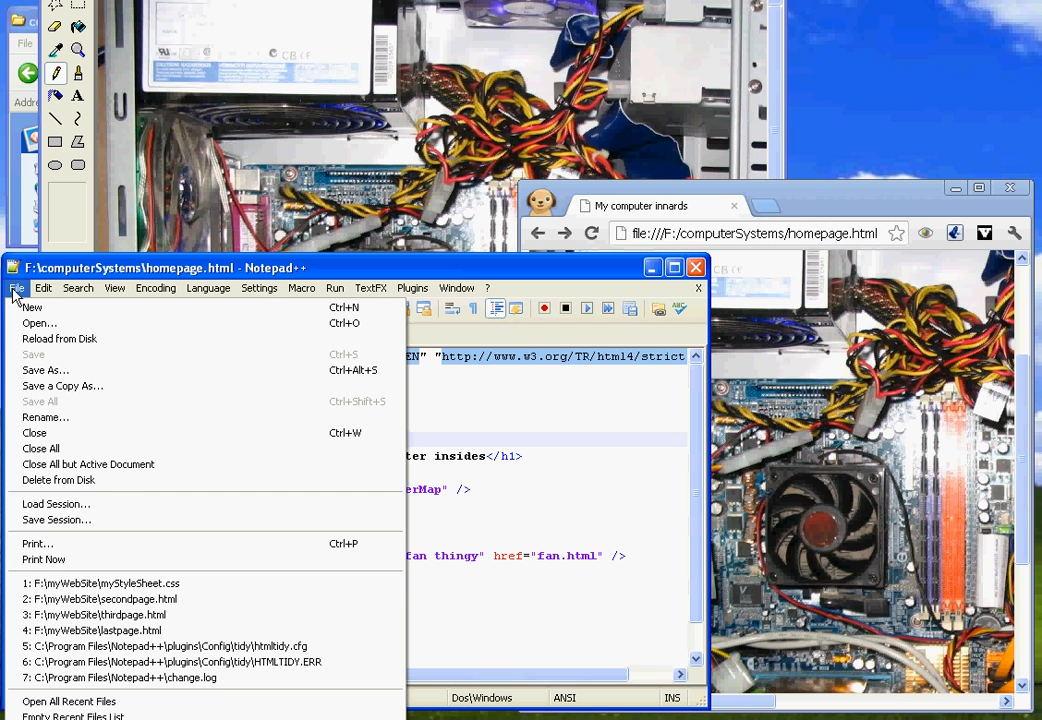 File
Addre
A
CB
My computer innards
file:///F:/computerSystems/homepage.html
F:\computerSystems\homepage.html - Notepad++
File Edit Search View Encoding Language Settings Macro Run TextFX Plugins Window ? X
New Ctrl+N
Open... Ctrl+O
Reload from Disk
Save Ctrl+S
Save As... Ctrl+Alt+S
Save a Copy As...
Save All Ctrl+Shift+S
Rename...
Close Ctrl+W
Close All
Close All but Active Document
Delete from Disk
Load Session...
Save Session...
Print... Ctrl+P
Print Now
1: F:\myWebSite\myStyleSheet.css
2: F:\myWebSite\secondpage.html
3: F:\myWebSite\thirdpage.html
4: F:\myWebSite\lastpage.html
5: C:\Program Files\Notepad++\plugins\Config\tidy\htmltidy.cfg
6: C:\Program Files\Notepad++\plugins\Config\tidy\HTMLTIDY.ERR
7: C:\Program Files\Notepad++\change.log
Open All Recent Files
Empty Recent Files List
EN" "http://www.w3.org/TR/html4/strict
ter insides</h1>
erMap" />
fan thingy" href="fan.html" />
Dos\Windows ANSI INS